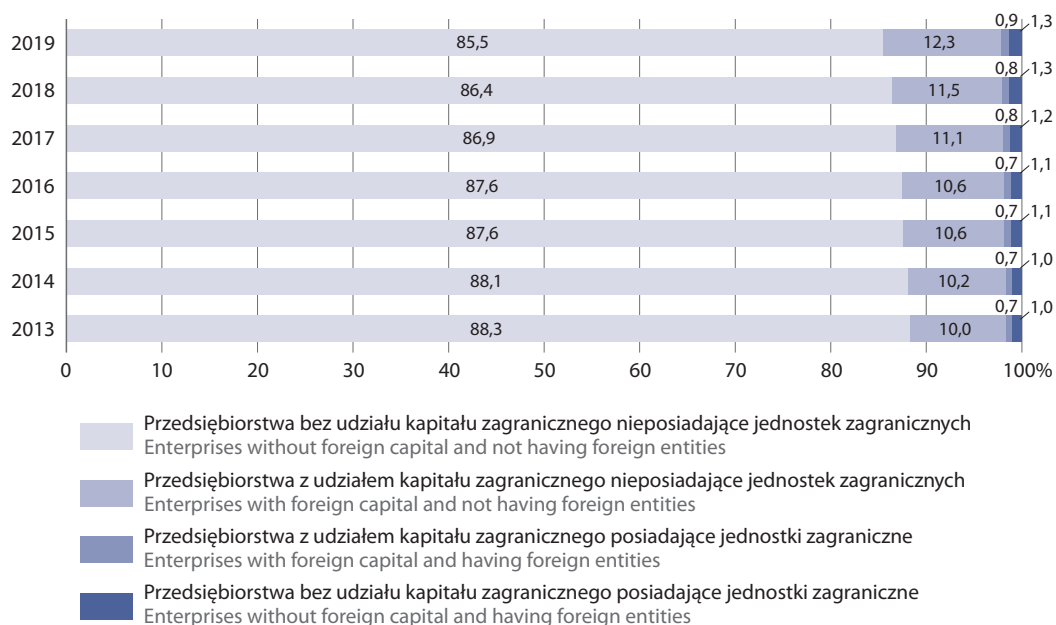 0,9 1,3
2019 85,5 12,3
0,8 1,3
2018 86,4 11,5
0,8 1,2
2017 86,9 11,1
0,7 1,1
2016 87,6 10,6
0,7 1,1
2015 87,6 10,6
0,7 1,0
2014 88,1 10,2
0,7 1,0
2013 88,3 10,0
0 10 20 30 40 50 60 70 80 90 100%
Przedsiębiorstwa bez udziału kapitału zagranicznego nieposiadające jednostek zagranicznych
Enterprises without foreign capital and not having foreign entities
Przedsiębiorstwa z udziałem kapitału zagranicznego nieposiadające jednostek zagranicznych
Enterprises with foreign capital and not having foreign entities
Przedsiębiorstwa z udziałem kapitału zagranicznego posiadające jednostki zagraniczne
Enterprises with foreign capital and having foreign entities
Przedsiębiorstwa bez udziału kapitału zagranicznego posiadające jednostki zagraniczne
Enterprises without foreign capital and having foreign entities